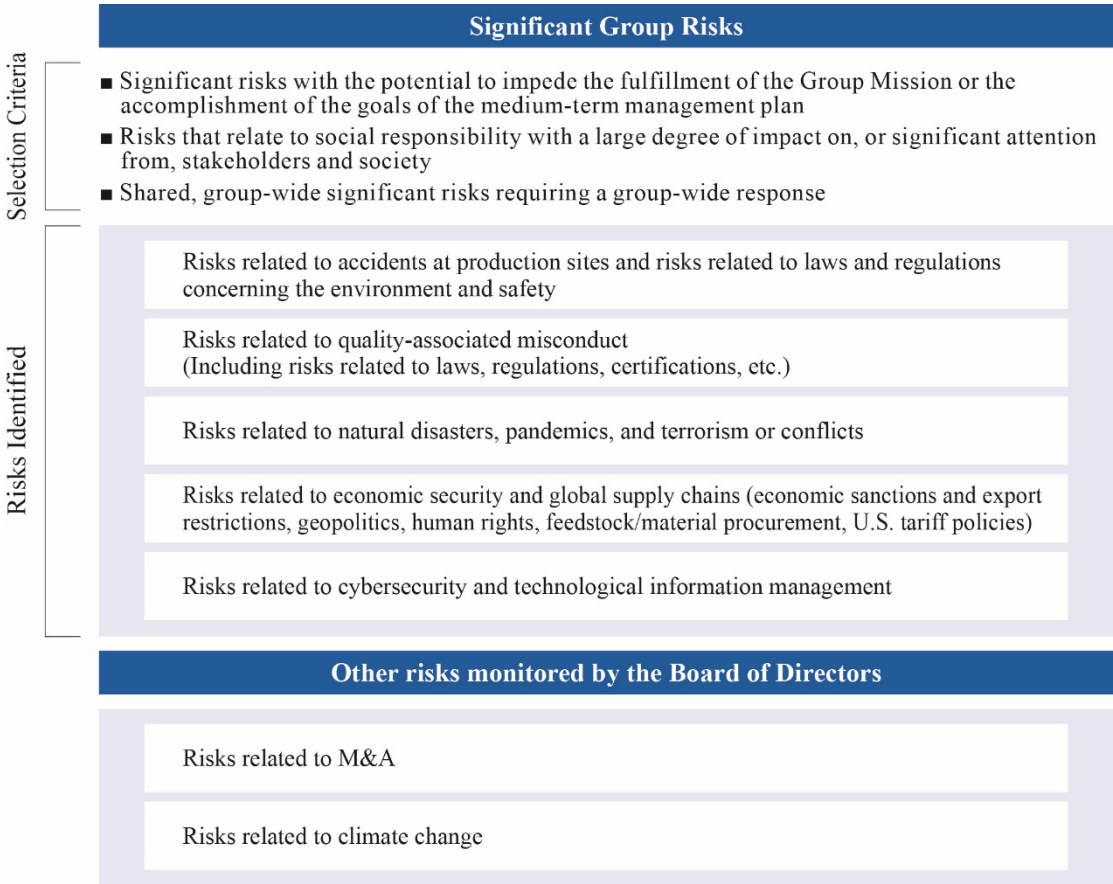 Significant Group Risks
Selection Criteria
■ Significant risks with the potential to impede the fulfillment of the Group Mission or the
accomplishment of the goals of the medium-term management plan
■ Risks that relate to social responsibility with a large degree of impact on, or significant attention
from, stakeholders and society
■ Shared, group-wide significant risks requiring a group-wide response
Risks Identified
Risks related to accidents at production sites and risks related to laws and regulations
concerning the environment and safety
Risks related to quality-associated misconduct
(Including risks related to laws, regulations, certifications, etc.)
Risks related to natural disasters, pandemics, and terrorism or conflicts
Risks related to economic security and global supply chains (economic sanctions and export
restrictions, geopolitics, human rights, feedstock/material procurement, U.S. tariff policies)
Risks related to cybersecurity and technological information management
Other risks monitored by the Board of Directors
Risks related to M&A
Risks related to climate change